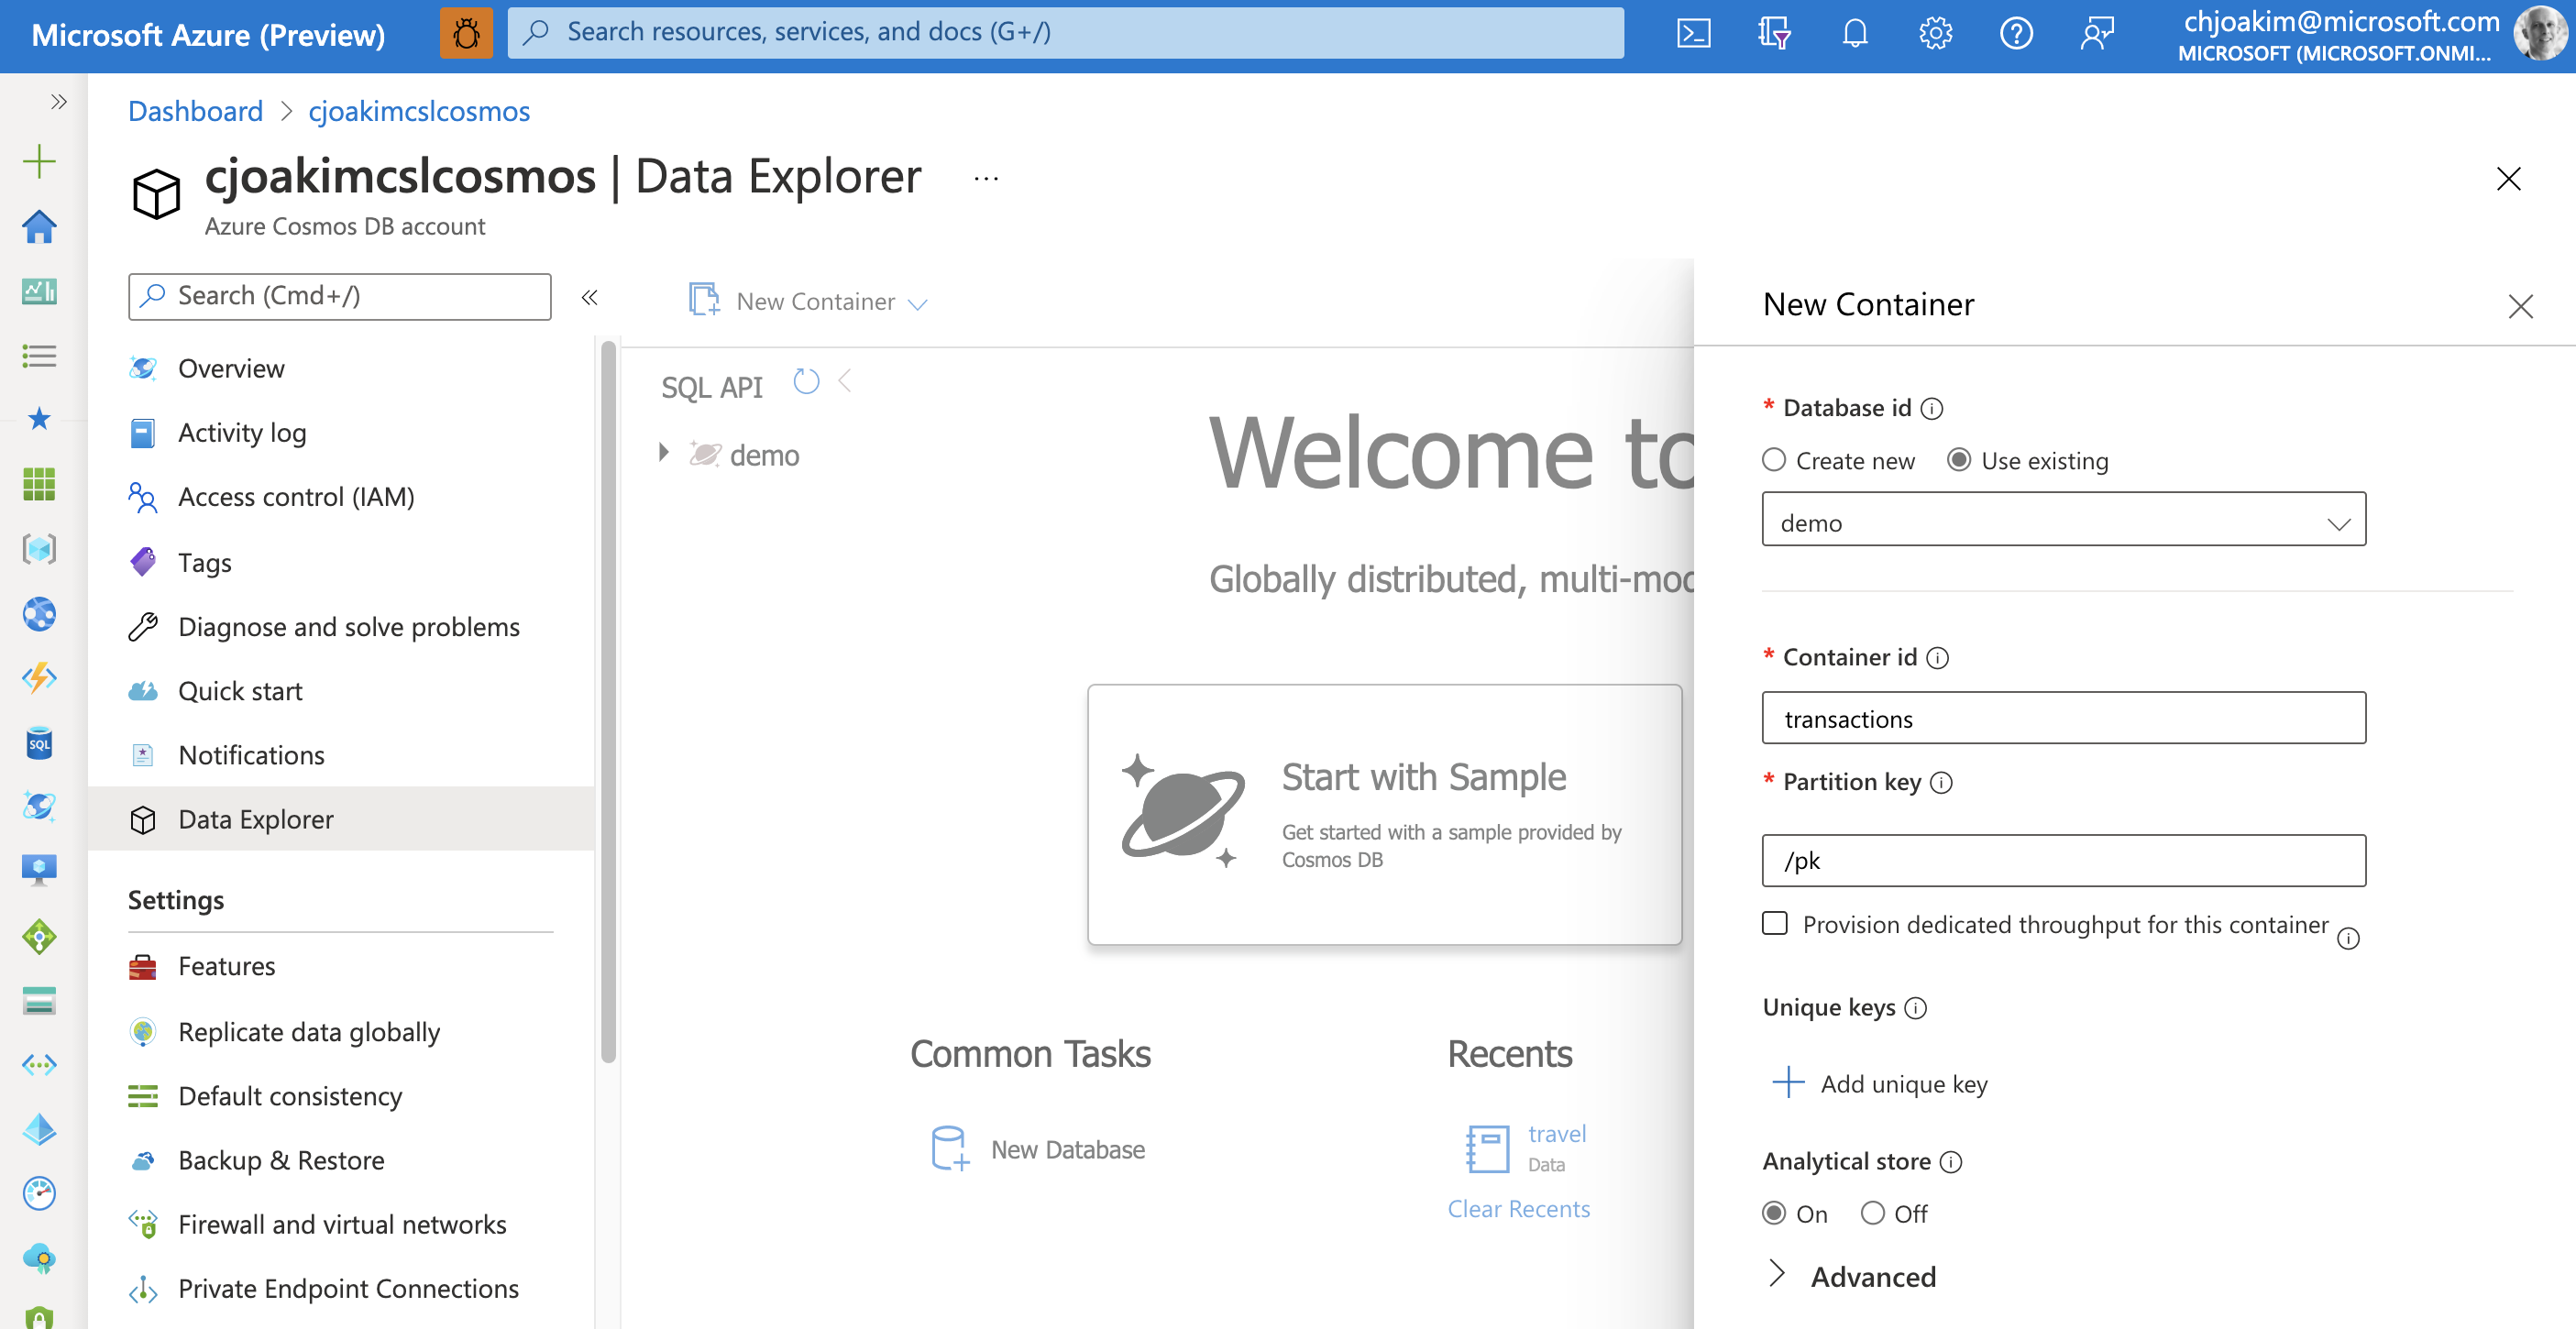 Microsoft Azure (Preview)
Search resources, services, and docs (G+/)
chjoakim@microsoft.com
MICROSOFT (MICROSOFT.ONMI...
Dashboard > cjoakimcslcosmos
cjoakimcslcosmos | Data Explorer ...
Azure Cosmos DB account
Search (Cmd+/)
Overview
Activity log
Access control (IAM)
Tags
Diagnose and solve problems
Quick start
Notifications
Data Explorer
Settings
Features
Replicate data globally
Default consistency
Backup & Restore
Firewall and virtual networks
Private Endpoint Connections
SQL
New Container
SQL API
demo
Welcome to
Globally distributed, multi-mod
Start with Sample
Get started with a sample provided by
Cosmos DB
Common Tasks
New Database
Recents
travel
Data
Clear Recents
New Container
* Database id
Create new Use existing
demo
* Container id
transactions
* Partition key
/pk
Provision dedicated throughput for this container
Unique keys
Add unique key
Analytical store
On Off
Advanced